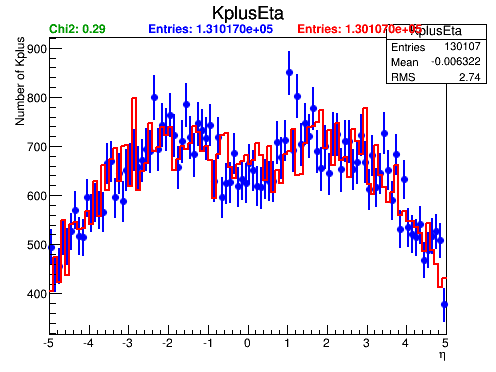 KplusEta
Chi2: 0.29 Entries: 1.310170e+05 Entries: 1.301070e+05
KplusEta
Entries 130107
Mean -0.006322
RMS 2.74
Number of Kplus
900
800
700
600
500
400
-5 -4 -3 -2 -1 0 1 2 3 4 5
η